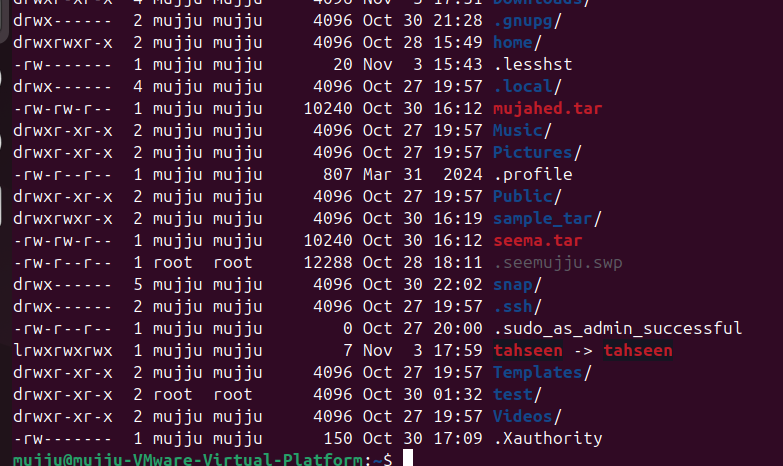 drwxr-xr-x 4 mujju mujju 4096 Nov 3 17:51 Downloads/
drwx------ 2 mujju mujju 4096 Oct 30 21:28 .gnupg/
drwxrwxr-x 2 mujju mujju 4096 Oct 28 15:49 home/
-rw------- 1 mujju mujju 20 Nov 3 15:43 .lesshst
drwx------ 4 mujju mujju 4096 Oct 27 19:57 .local/
-rw-rw-r-- 1 mujju mujju 10240 Oct 30 16:12 mujahed.tar
drwxr-xr-x 2 mujju mujju 4096 Oct 27 19:57 Music/
drwxr-xr-x 2 mujju mujju 4096 Oct 27 19:57 Pictures/
-rw-r--r-- 1 mujju mujju 807 Mar 31 2024 .profile
drwxr-xr-x 2 mujju mujju 4096 Oct 27 19:57 Public/
drwxrwxr-x 2 mujju mujju 4096 Oct 30 16:19 sample_tar/
-rw-rw-r-- 1 mujju mujju 10240 Oct 30 16:12 seema.tar
-rw-r--r-- 1 root root 12288 Oct 28 18:11 .seemujju.swp
drwx------ 5 mujju mujju 4096 Oct 30 22:02 snap/
drwx------ 2 mujju mujju 4096 Oct 27 19:57 .ssh/
-rw-r--r-- 1 mujju mujju 0 Oct 27 20:00 .sudo_as_admin_successful
lrwxrwxrwx 1 mujju mujju 7 Nov 3 17:59 tahseen -> tahseen
drwxr-xr-x 2 mujju mujju 4096 Oct 27 19:57 Templates/
drwxr-xr-x 2 root root 4096 Oct 30 01:32 test/
drwxr-xr-x 2 mujju mujju 4096 Oct 27 19:57 Videos/
-rw------- 1 mujju mujju 150 Oct 30 17:09 .Xauthority
mujju@mujju-VMware-Virtual-Platform:~$